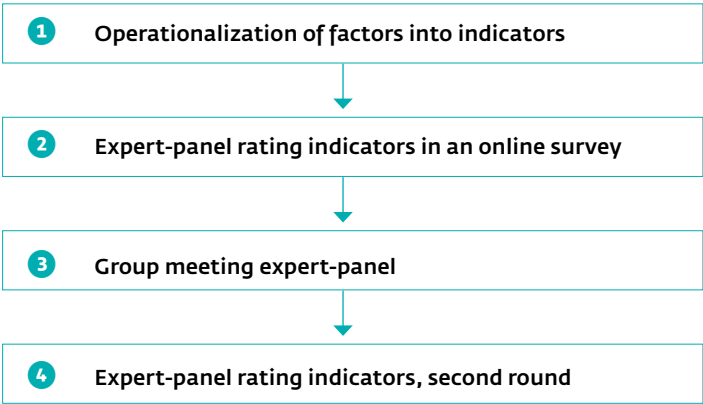 1 Operationalization of factors into indicators
2 Expert-panel rating indicators in an online survey
3 Group meeting expert-panel
4 Expert-panel rating indicators, second round